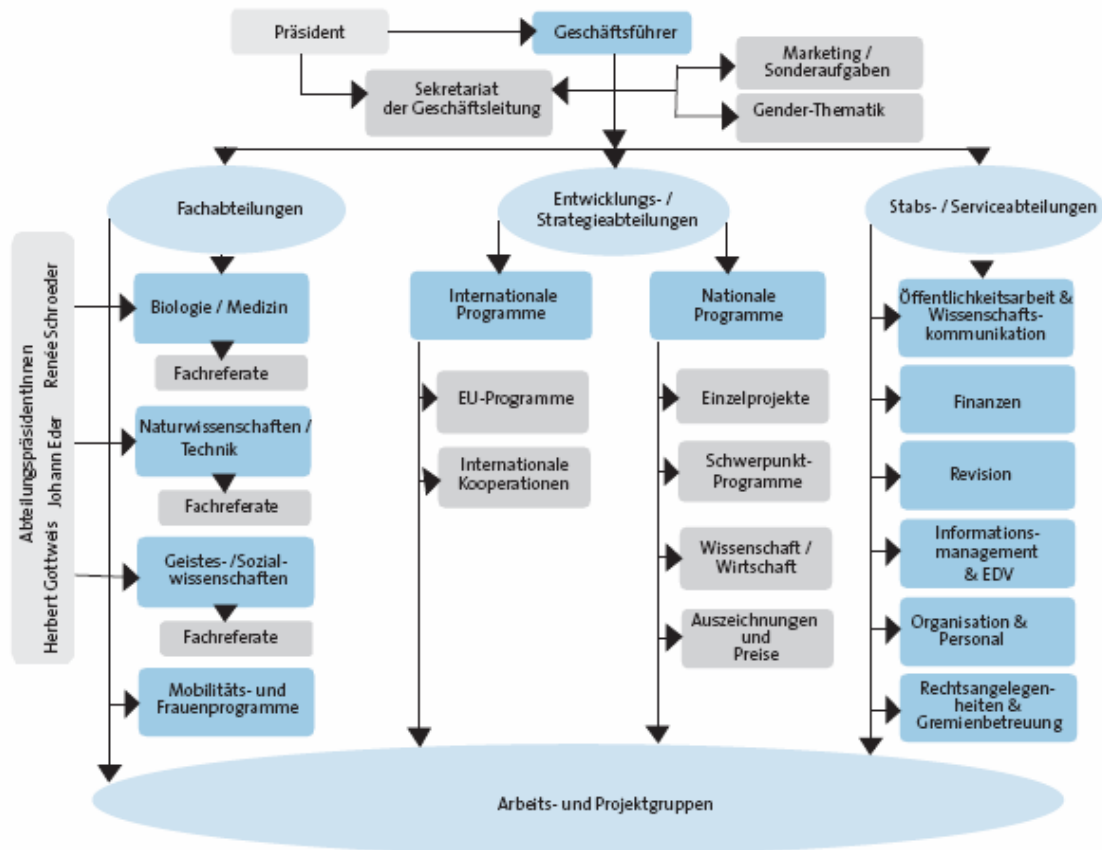 Präsident
Geschäftsführer
Sekretariat
der Geschäftsleitung
Marketing /
Sonderaufgaben
Gender-Thematik
Fachabteilungen
Entwicklungs- /
Strategieabteilungen
Stabs- / Serviceabteilungen
AbteilungspräsidentInnen
Herbert Gottweis Johann Eder Renée Schroeder
Biologie / Medizin
Fachreferate
Naturwissenschaften /
Technik
Fachreferate
Geistes- /Sozial-
wissenschaften
Fachreferate
Mobilitäts- und
Frauenprogramme
Internationale
Programme
EU-Programme
Internationale
Kooperationen
Nationale
Programme
Einzelprojekte
Schwerpunkt-
Programme
Wissenschaft /
Wirtschaft
Auszeichnungen
und
Preise
Öffentlichkeitsarbeit &
Wissenschafts-
kommunikation
Finanzen
Revision
Informations-
management
& EDV
Organisation &
Personal
Rechtsangelegen-
heiten &
Gremienbetreuung
Arbeits- und Projektgruppen